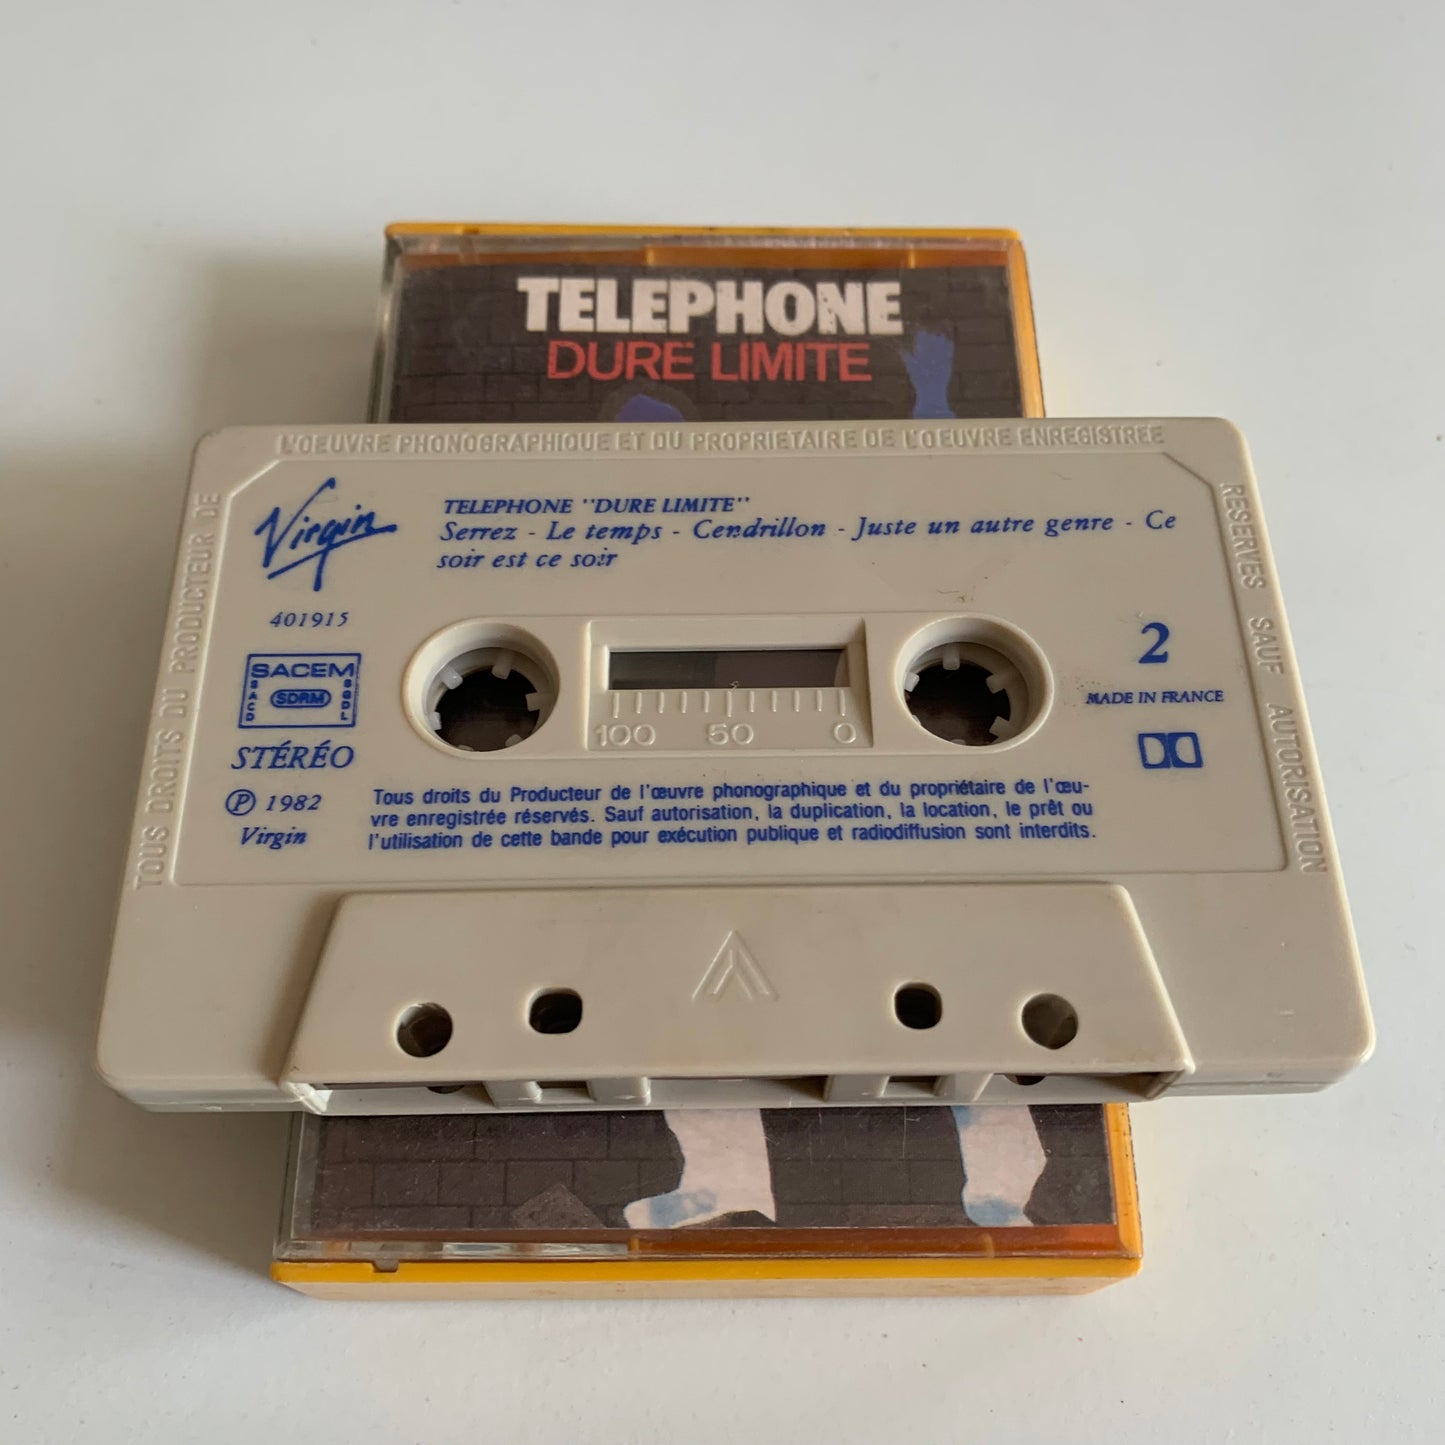 TELEPHONE
DURE LIMITE
L'OEUVRE PHONOGRAPHIQUE ET DU PROPRIETAIRE DE L'OEUVRE ENREGISTREE
TOUS DROITS DU PRODUCTEUR DE
RESERVES SAUF AUTORISATION
Virgin
TELEPHONE "DURE LIMITE"
Serrez - Le temps - Cendrillon - Juste un autre genre - Ce
soir est ce soir
401915
SACEM
SACD
SDRM
SGDL
STÉRÉO
℗ 1982
Virgin
100 50 0
2
MADE IN FRANCE
Tous droits du Producteur de l'œuvre phonographique et du propriétaire de l'œu-
vre enregistrée réservés. Sauf autorisation, la duplication, la location, le prêt ou
l'utilisation de cette bande pour exécution publique et radiodiffusion sont interdits.